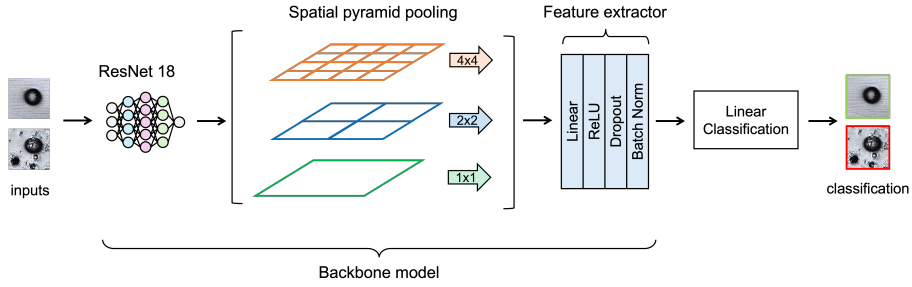 Spatial pyramid pooling
Feature extractor
ResNet 18
4x4
2x2
1x1
Linear
ReLU
Dropout
Batch Norm
Linear
Classification
inputs
classification
Backbone model